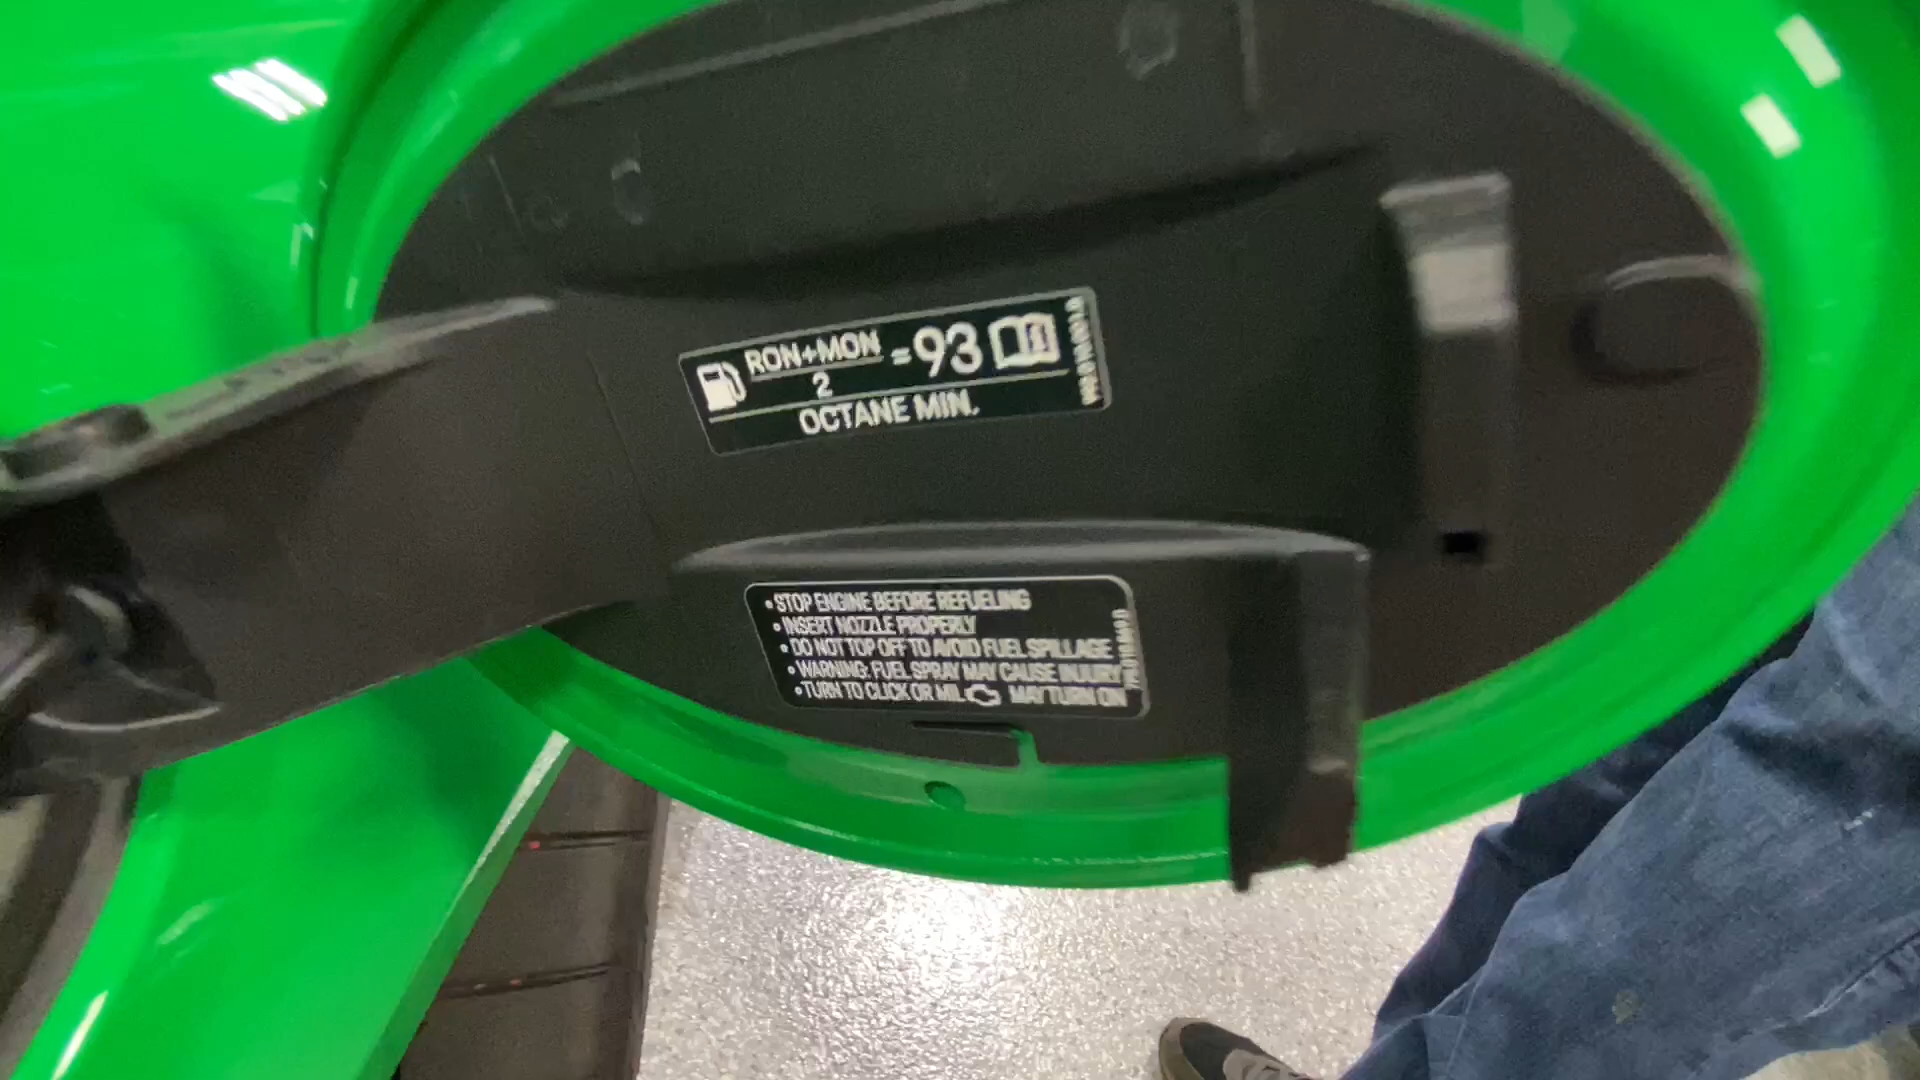 RON+MON
2
=93
OCTANE MIN.
• STOP ENGINE BEFORE REFUELING
• INSERT NOZZLE PROPERLY
• DO NOT TOP OFF TO AVOID FUEL SPILLAGE
• WARNING: FUEL SPRAY MAY CAUSE INJURY
• TURN TO CLICK OR MIL MAY TURN ON